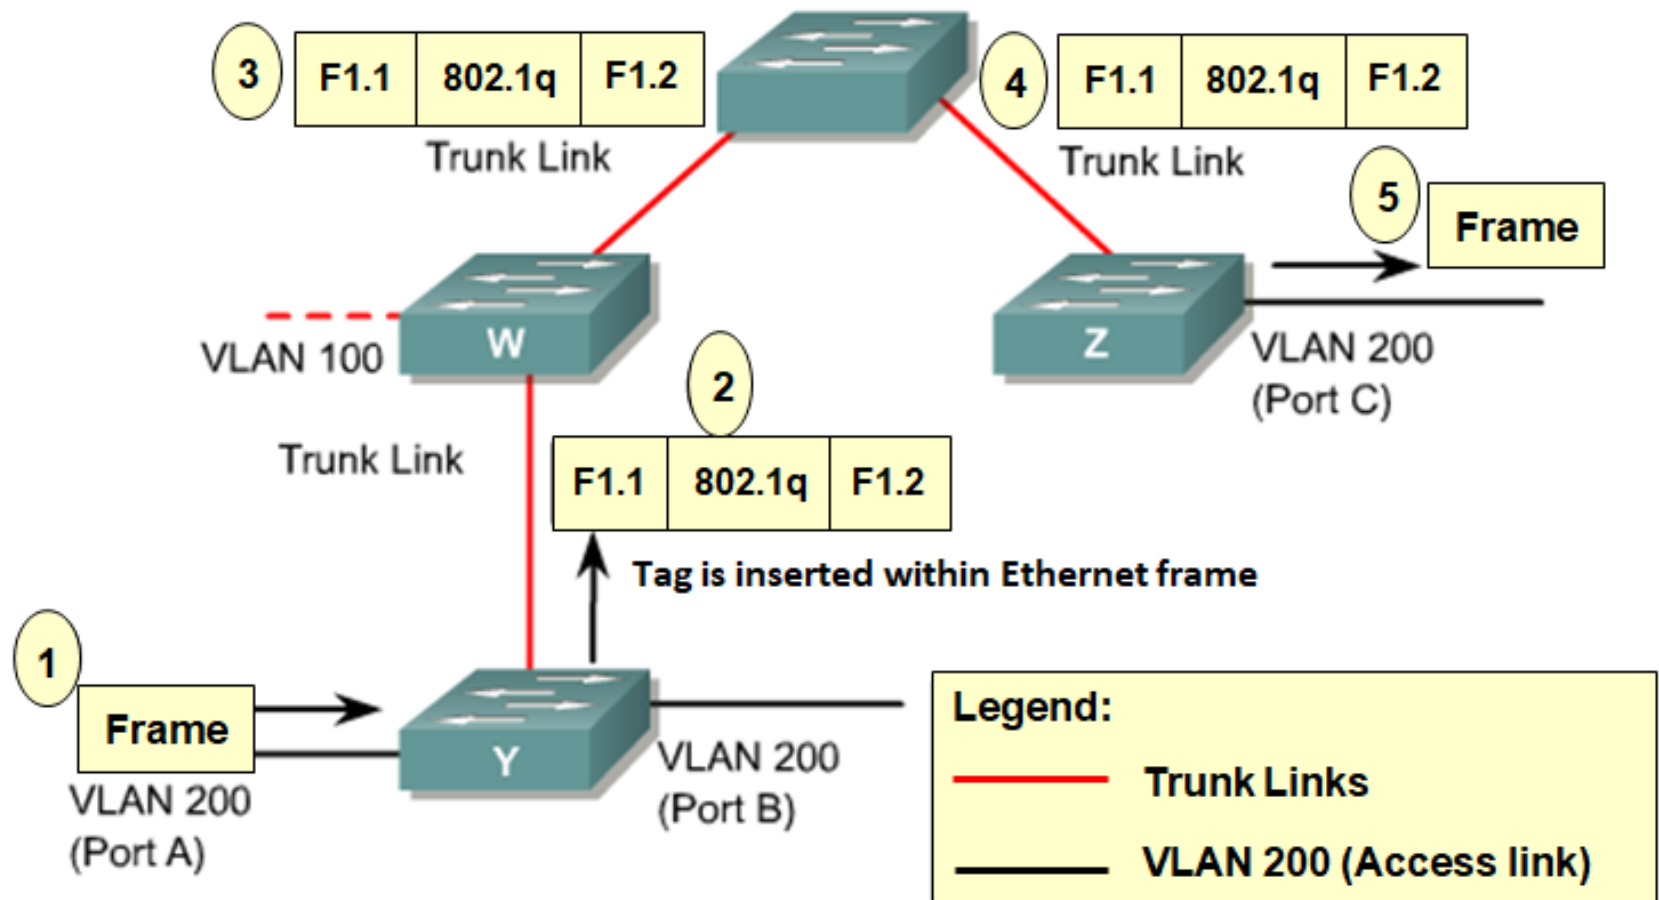 3
F1.1 802.1q F1.2
Trunk Link
4
F1.1 802.1q F1.2
Trunk Link
5
Frame
W
VLAN 100
Z
VLAN 200
(Port C)
2
Trunk Link
F1.1 802.1q F1.2
Tag is inserted within Ethernet frame
1
Frame
VLAN 200
(Port A)
Y
VLAN 200
(Port B)
Legend:
Trunk Links
VLAN 200 (Access link)